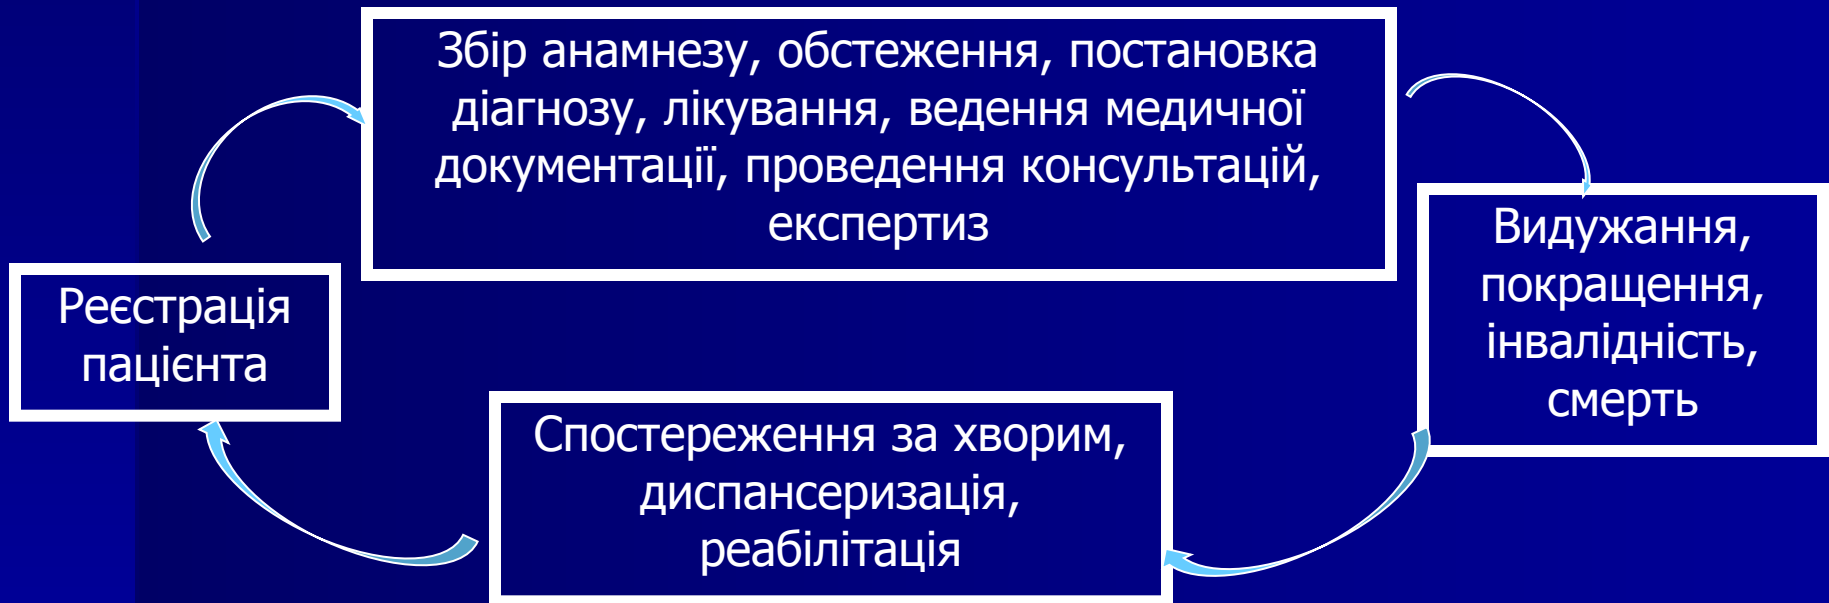 Збір анамнезу, обстеження, постановка
діагнозу, лікування, ведення медичної
документації, проведення консультацій,
експертиз
Видужання,
покращення,
інвалідність,
смерть
Реєстрація
пацієнта
Спостереження за хворим,
диспансеризація,
реабілітація